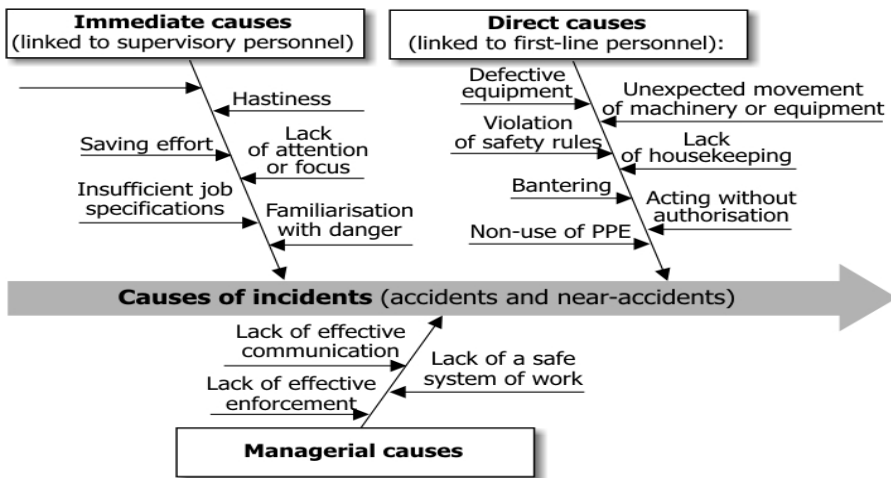 Immediate causes
(linked to supervisory personnel)
Direct causes
(linked to first-line personnel):
Hastiness
Saving effort
Lack
of attention
or focus
Insufficient job
specifications
Familiarisation
with danger
Defective
equipment
Unexpected movement
of machinery or equipment
Violation
of safety rules
Lack
of housekeeping
Bantering
Acting without
authorisation
Non-use of PPE
Causes of incidents (accidents and near-accidents)
Lack of effective
communication
Lack of a safe
system of work
Lack of effective
enforcement
Managerial causes